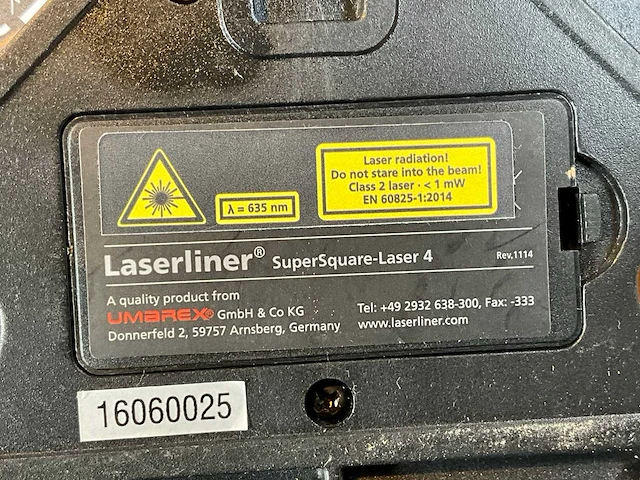 λ = 635 nm
Laser radiation!
Do not stare into the beam!
Class 2 laser · < 1 mW
EN 60825-1:2014
Laserliner® SuperSquare-Laser 4 Rev.1114
A quality product from
UMAREX® GmbH & Co KG
Donnerfeld 2, 59757 Arnsberg, Germany
Tel: +49 2932 638-300, Fax: -333
www.laserliner.com
16060025